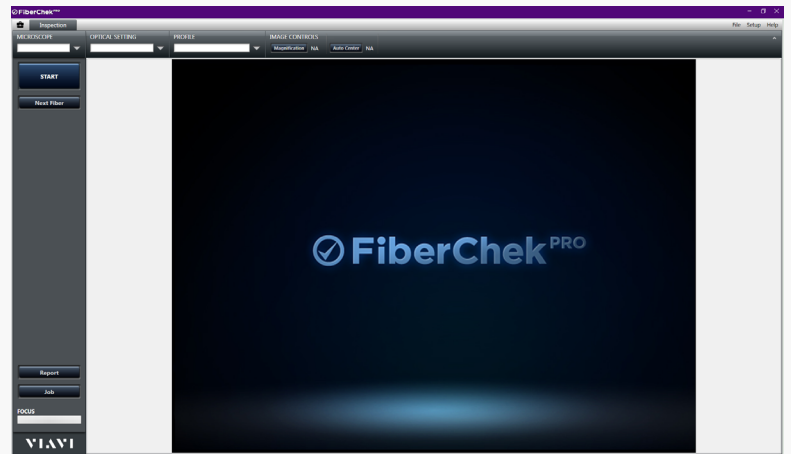 FiberChek PRO
Inspection
File Setup Help
MICROSCOPE OPTICAL SETTING PROFILE IMAGE CONTROLS
Magnification NA Auto Center NA
START
Next Fiber
FiberChek PRO
Report
Job
FOCUS
VIAVI